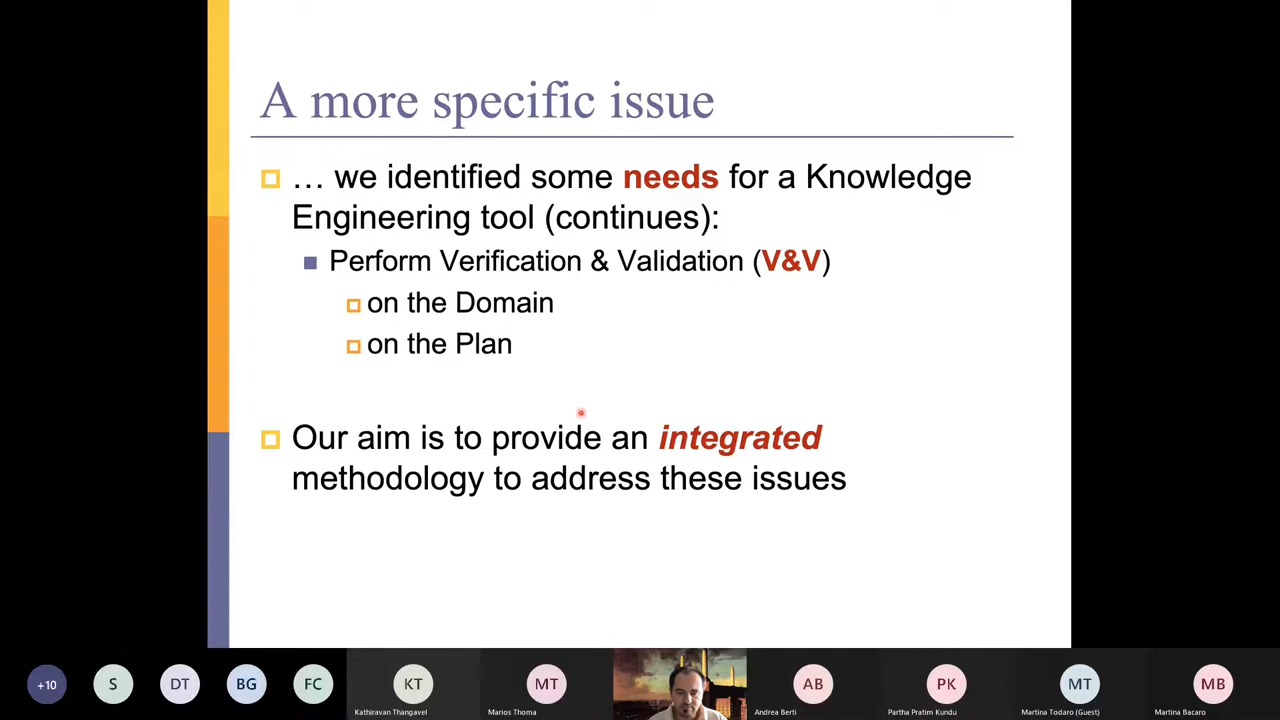 A more specific issue
… we identified some needs for a Knowledge
Engineering tool (continues):
Perform Verification & Validation (V&V)
on the Domain
on the Plan
Our aim is to provide an integrated
methodology to address these issues
+10
S
DT
BG
FC
KT
MT
AB
PK
MT
MB
Kathiravan Thangavel
Marios Thoma
Andrea Berti
Partha Pratim Kundu
Martina Todaro (Guest)
Martina Bacaro